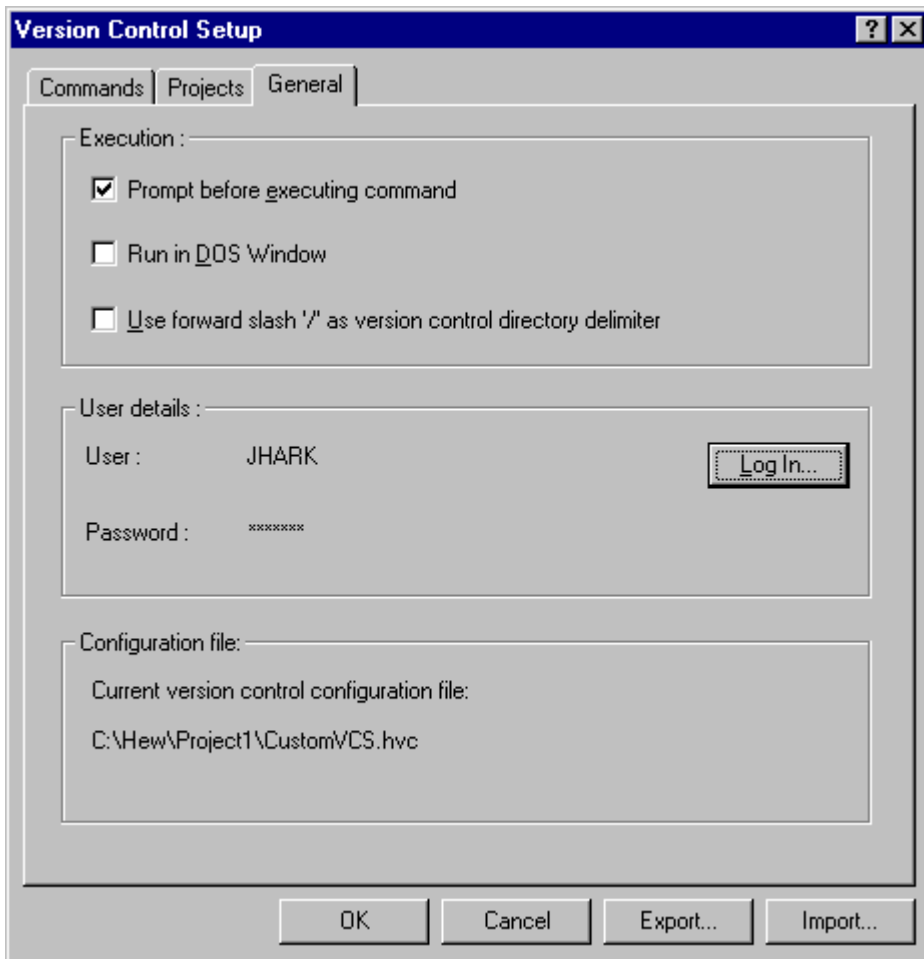 Version Control Setup
Commands Projects General
Execution :
Prompt before executing command
Run in DOS Window
Use forward slash '/' as version control directory delimiter
User details :
User : JHARK Log In...
Password : *******
Configuration file:
Current version control configuration file:
C:\Hew\Project1\CustomVCS.hvc
OK Cancel Export... Import...